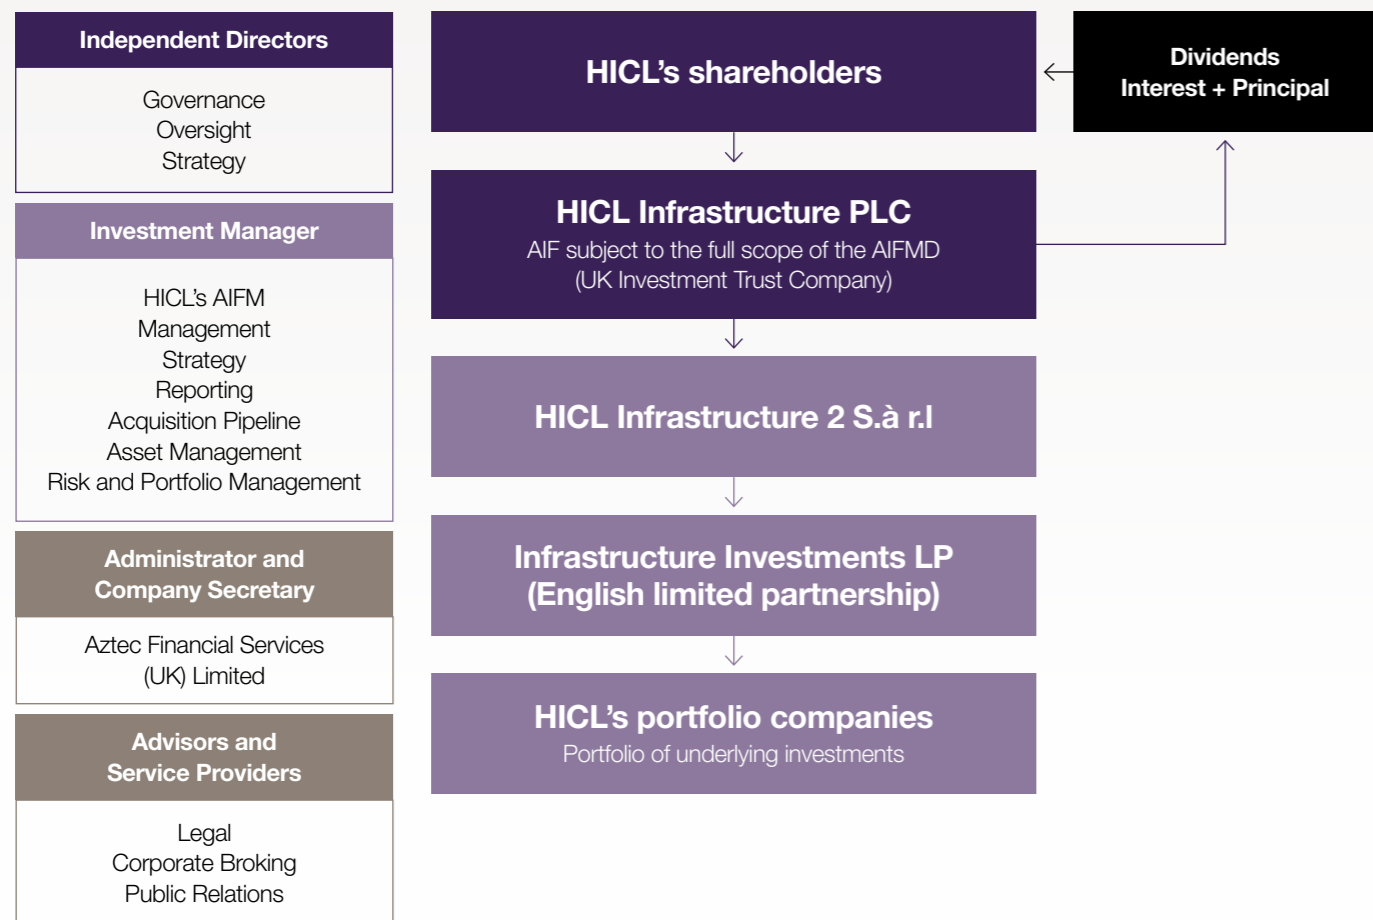 Independent Directors
Governance
Oversight
Strategy
Investment Manager
HICL’s AIFM
Management
Strategy
Reporting
Acquisition Pipeline
Asset Management
Risk and Portfolio Management
Administrator and
Company Secretary
Aztec Financial Services
(UK) Limited
Advisors and
Service Providers
Legal
Corporate Broking
Public Relations
HICL’s shareholders
HICL Infrastructure PLC
AIF subject to the full scope of the AIFMD
(UK Investment Trust Company)
HICL Infrastructure 2 S.à r.l
Infrastructure Investments LP
(English limited partnership)
HICL’s portfolio companies
Portfolio of underlying investments
Dividends
Interest + Principal